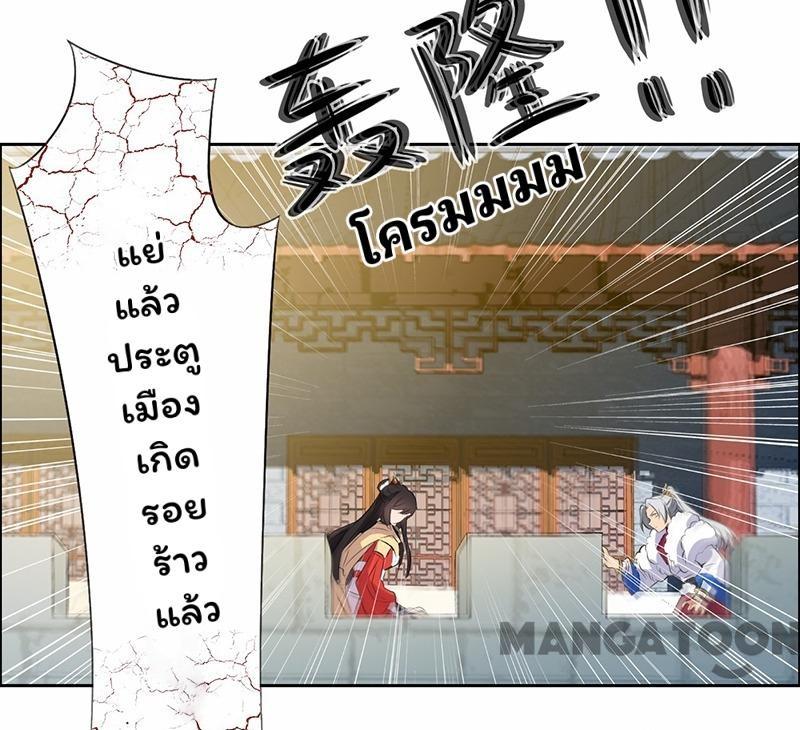 轰隆!!
โครมมมม
แย่
แล้ว
ประตู
เมือง
เกิด
รอย
ร้าว
แล้ว
MANGATOON